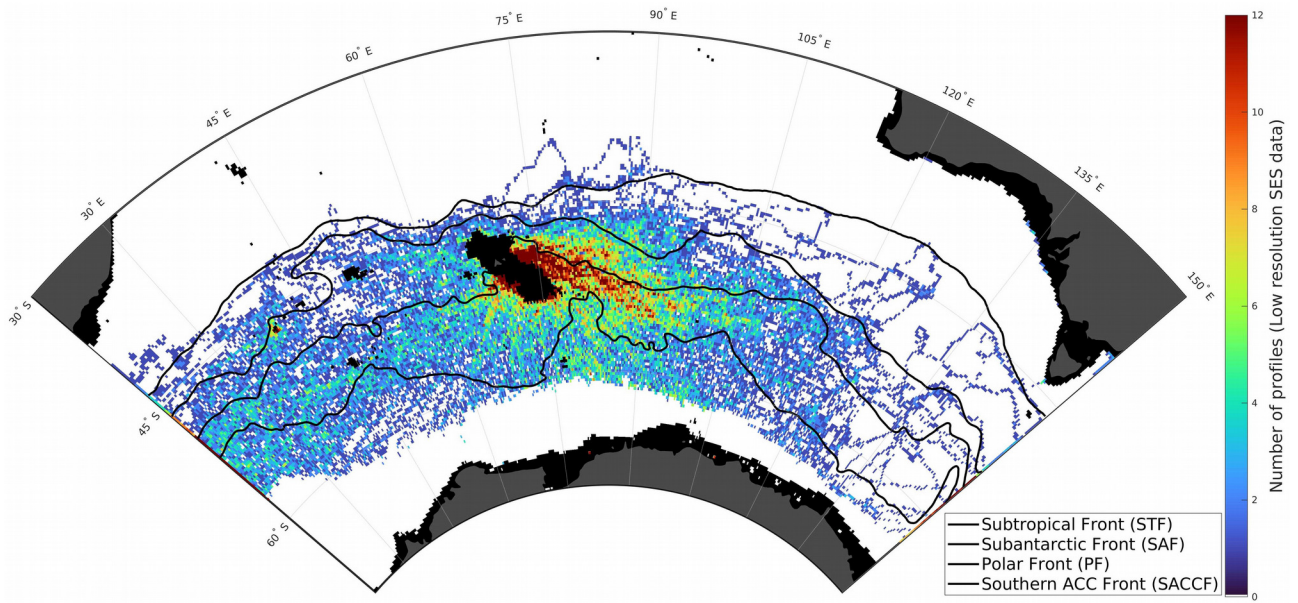 75° E
90° E
60° E
105° E
45° E
120° E
30° E
135° E
150° E
30° S
45° S
60° S
12
10
8
6
4
2
0
Number of profiles (Low resolution SES data)
Subtropical Front (STF)
Subantarctic Front (SAF)
Polar Front (PF)
Southern ACC Front (SACCF)